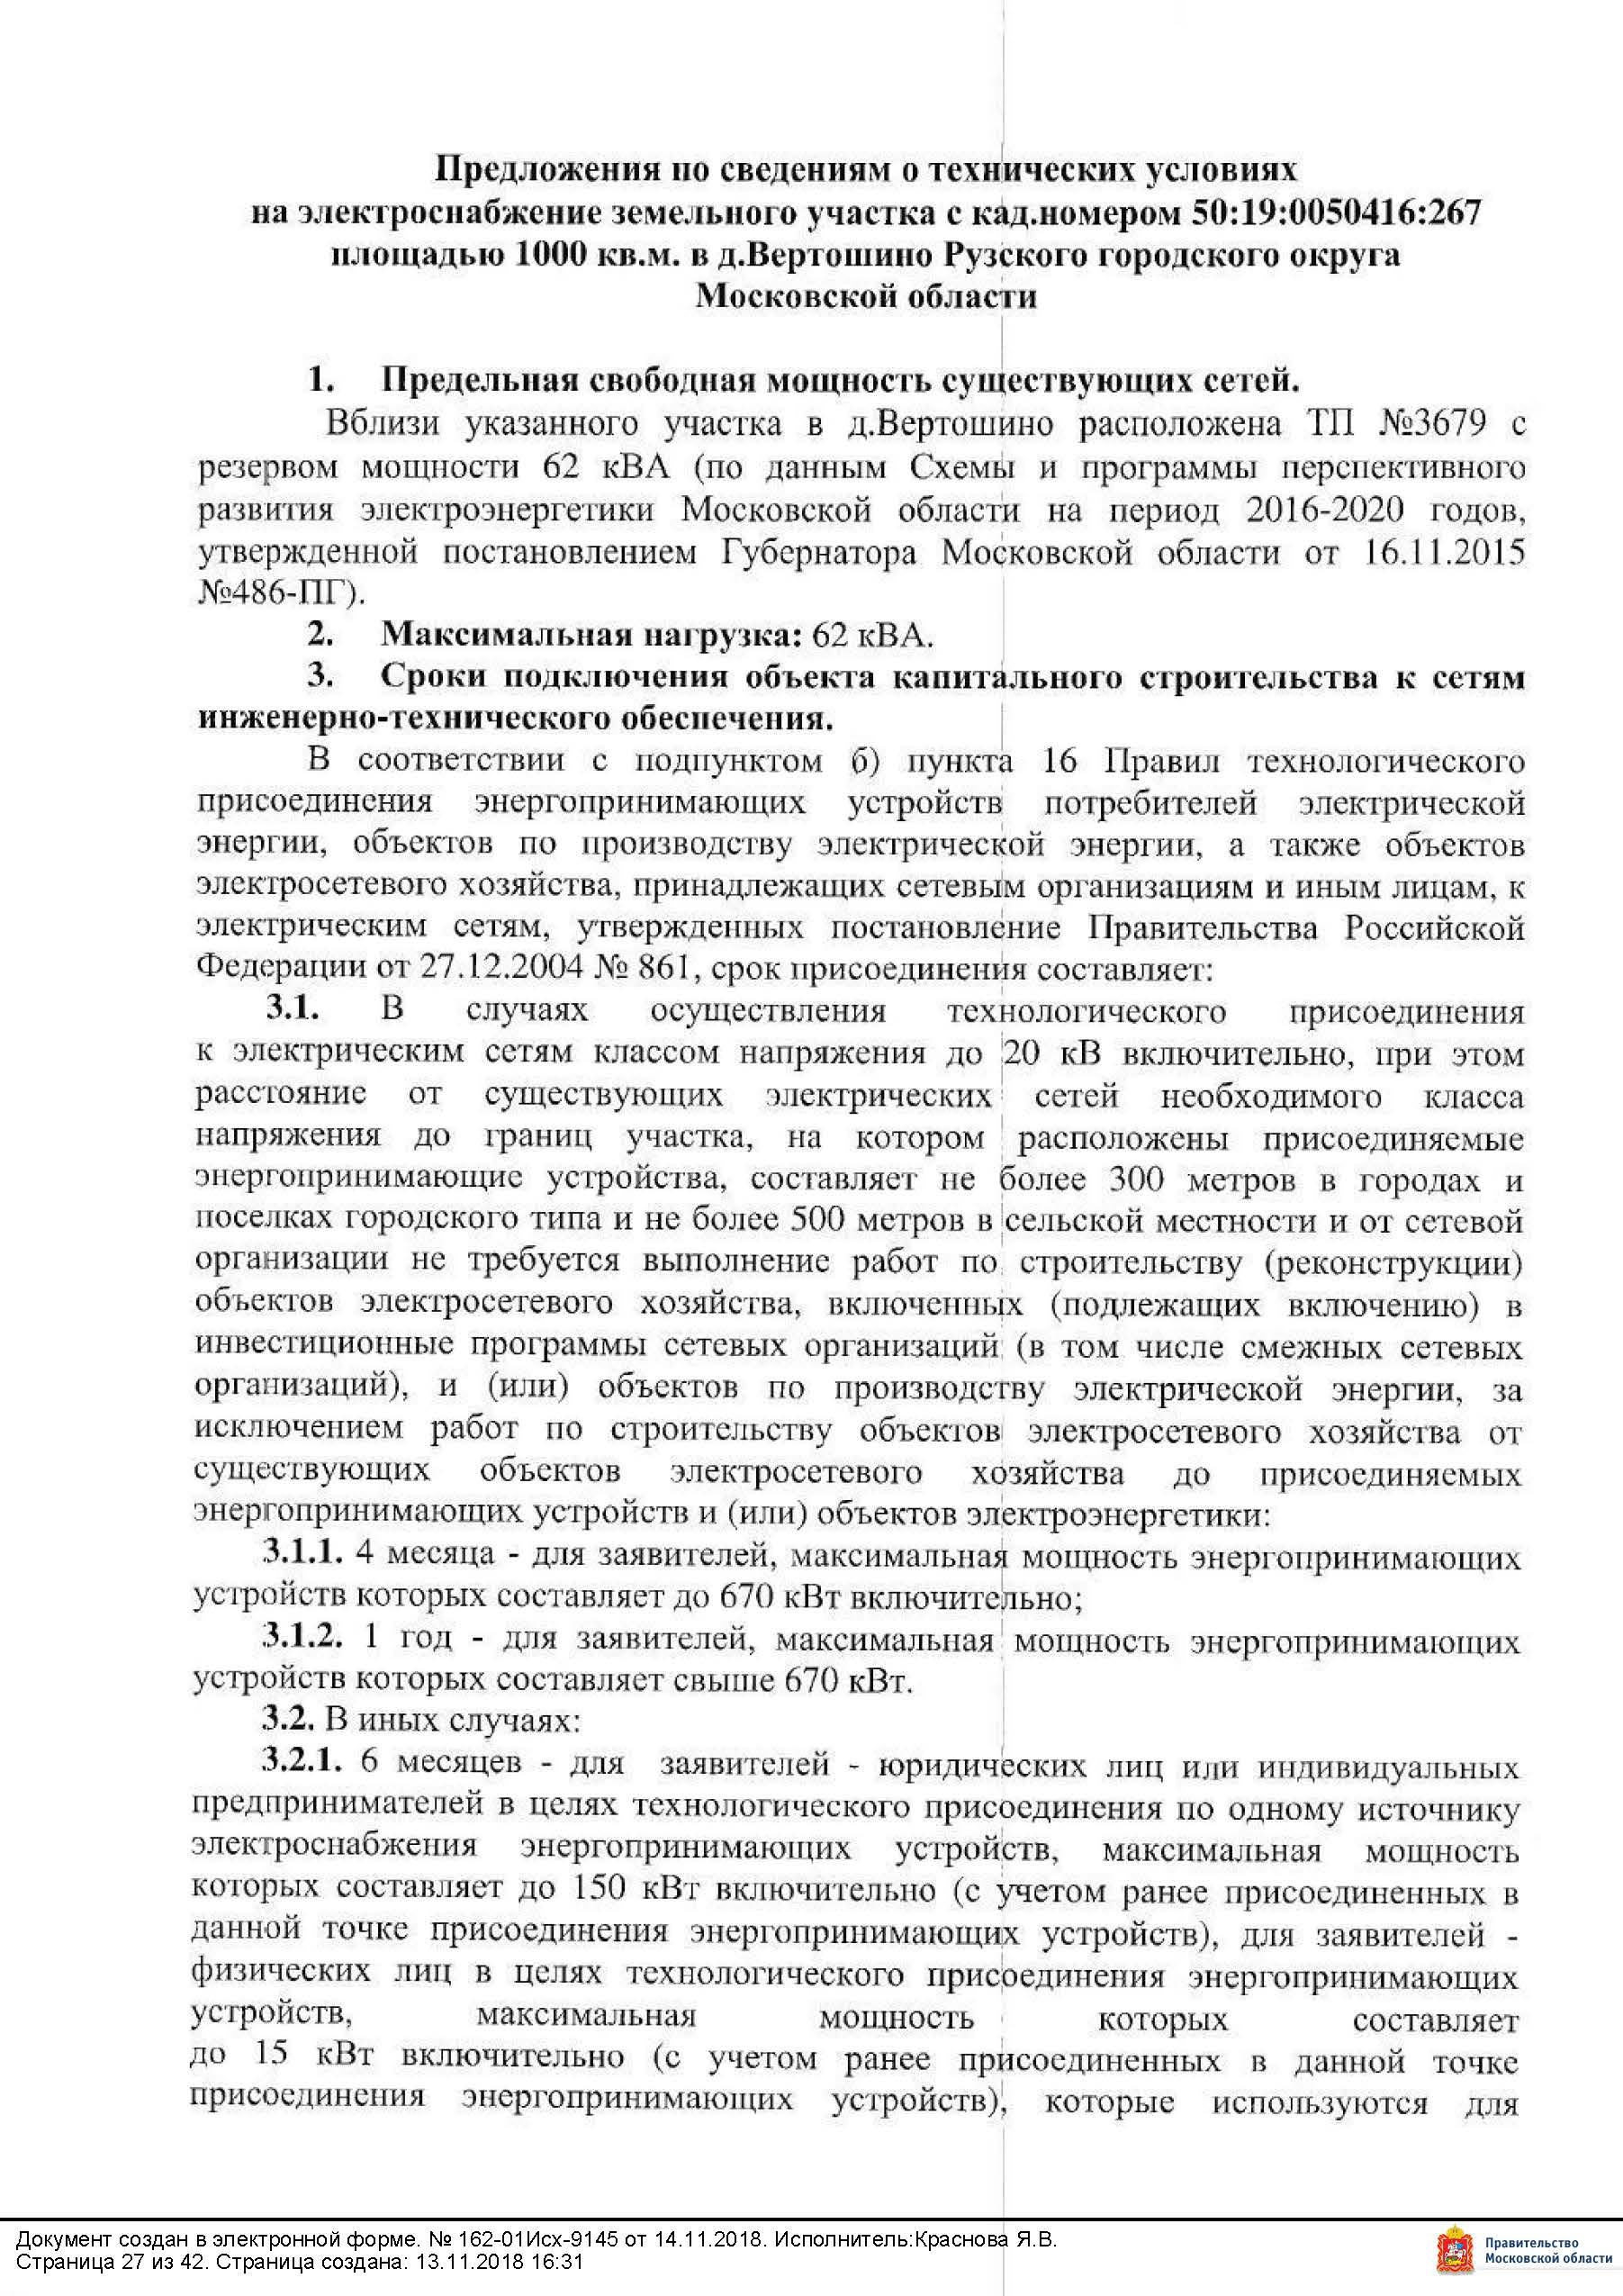 Предложения по сведениям о технических условиях
на электроснабжение земельного участка с кад.номером 50:19:0050416:267
площадью 1000 кв.м. в д.Вертошино Рузского городского округа
Московской области
1. Предельная свободная мощность существующих сетей.
Вблизи указанного участка в д.Вертошино расположена ТП №3679 с
резервом мощности 62 кВА (по данным Схемы и программы перспективного
развития электроэнергетики Московской области на период 2016-2020 годов,
утвержденной постановлением Губернатора Московской области от 16.11.2015
№486-ПГ).
2. Максимальная нагрузка: 62 кВА.
3. Сроки подключения объекта капитального строительства к сетям
инженерно-технического обеспечения.
В соответствии с подпунктом б) пункта 16 Правил технологического
присоединения энергопринимающих устройств потребителей электрической
энергии, объектов по производству электрической энергии, а также объектов
электросетевого хозяйства, принадлежащих сетевым организациям и иным лицам, к
электрическим сетям, утвержденных постановление Правительства Российской
Федерации от 27.12.2004 № 861, срок присоединения составляет:
3.1. В случаях осуществления технологического присоединения
к электрическим сетям классом напряжения до 20 кВ включительно, при этом
расстояние от существующих электрических сетей необходимого класса
напряжения до границ участка, на котором расположены присоединяемые
энергопринимающие устройства, составляет не более 300 метров в городах и
поселках городского типа и не более 500 метров в сельской местности и от сетевой
организации не требуется выполнение работ по строительству (реконструкции)
объектов электросетевого хозяйства, включенных (подлежащих включению) в
инвестиционные программы сетевых организаций (в том числе смежных сетевых
организаций), и (или) объектов по производству электрической энергии, за
исключением работ по строительству объектов электросетевого хозяйства от
существующих объектов электросетевого хозяйства до присоединяемых
энергопринимающих устройств и (или) объектов электроэнергетики:
3.1.1. 4 месяца - для заявителей, максимальная мощность энергопринимающих
устройств которых составляет до 670 кВт включительно;
3.1.2. 1 год - для заявителей, максимальная мощность энергопринимающих
устройств которых составляет свыше 670 кВт.
3.2. В иных случаях:
3.2.1. 6 месяцев - для заявителей - юридических лиц или индивидуальных
предпринимателей в целях технологического присоединения по одному источнику
электроснабжения энергопринимающих устройств, максимальная мощность
которых составляет до 150 кВт включительно (с учетом ранее присоединенных в
данной точке присоединения энергопринимающих устройств), для заявителей -
физических лиц в целях технологического присоединения энергопринимающих
устройств, максимальная мощность которых составляет
до 15 кВт включительно (с учетом ранее присоединенных в данной точке
присоединения энергопринимающих устройств), которые используются для
Документ создан в электронной форме. № 162-01Исх-9145 от 14.11.2018. Исполнитель:Краснова Я.В.
Страница 27 из 42. Страница создана: 13.11.2018 16:31
Правительство
Московской области